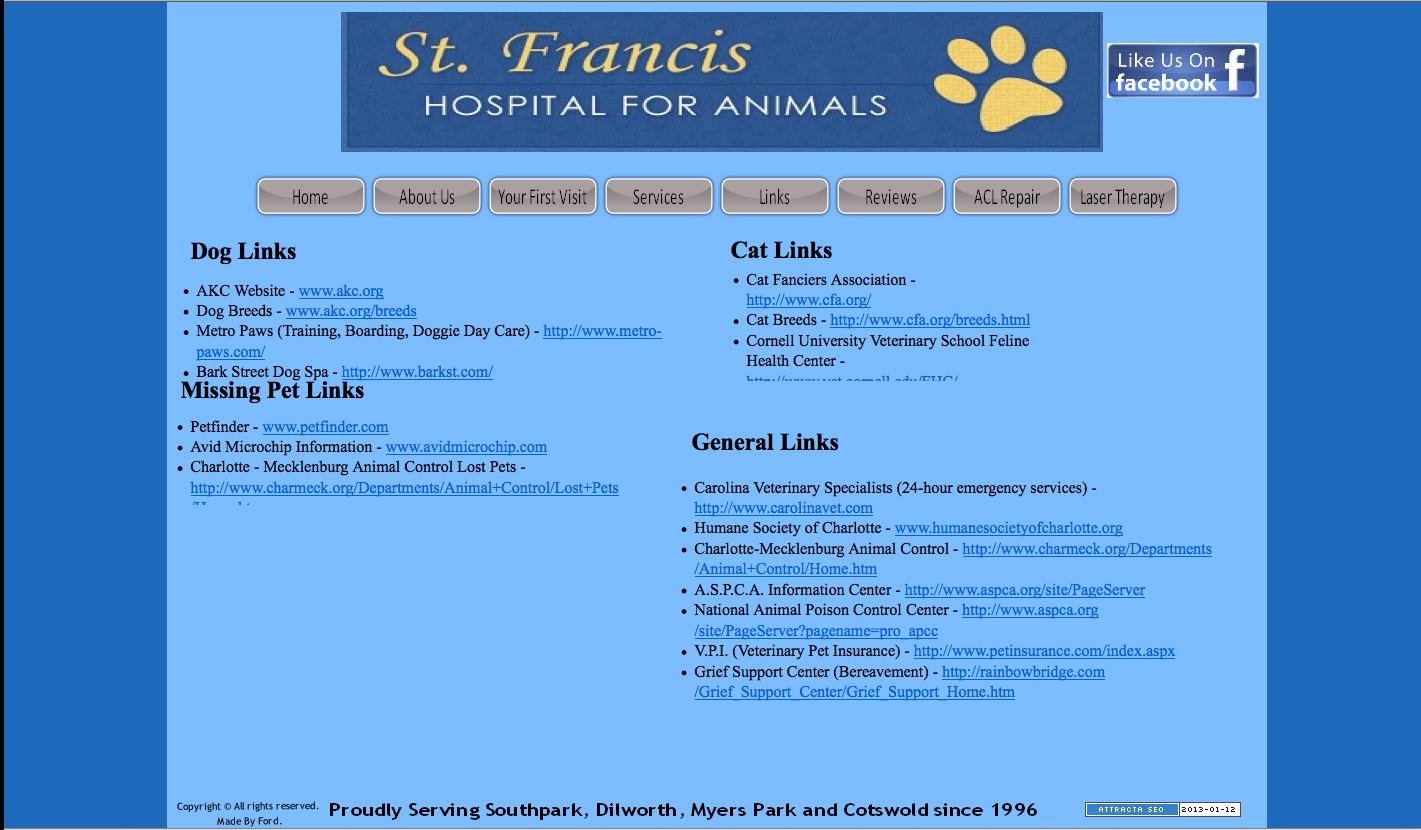 St. Francis
HOSPITAL FOR ANIMALS
Like Us On
facebook f
Home About Us Your First Visit Services Links Reviews ACL Repair Laser Therapy
Dog Links
• AKC Website - www.akc.org
• Dog Breeds - www.akc.org/breeds
• Metro Paws (Training, Boarding, Doggie Day Care) - http://www.metro-
paws.com/
• Bark Street Dog Spa - http://www.barkst.com/
Missing Pet Links
• Petfinder - www.petfinder.com
• Avid Microchip Information - www.avidmicrochip.com
• Charlotte - Mecklenburg Animal Control Lost Pets -
http://www.charmeck.org/Departments/Animal+Control/Lost+Pets
Cat Links
• Cat Fanciers Association -
http://www.cfa.org/
• Cat Breeds - http://www.cfa.org/breeds.html
• Cornell University Veterinary School Feline
Health Center -
http://www.vet.cornell.edu/FHC/
General Links
• Carolina Veterinary Specialists (24-hour emergency services) -
http://www.carolinavet.com
• Humane Society of Charlotte - www.humanesocietyofcharlotte.org
• Charlotte-Mecklenburg Animal Control - http://www.charmeck.org/Departments
/Animal+Control/Home.htm
• A.S.P.C.A. Information Center - http://www.aspca.org/site/PageServer
• National Animal Poison Control Center - http://www.aspca.org
/site/PageServer?pagename=pro_apcc
• V.P.I. (Veterinary Pet Insurance) - http://www.petinsurance.com/index.aspx
• Grief Support Center (Bereavement) - http://rainbowbridge.com
/Grief_Support_Center/Grief_Support_Home.htm
Copyright © All rights reserved.
Made By Ford.
Proudly Serving Southpark, Dilworth, Myers Park and Cotswold since 1996
ATTRACTA SEO 2013-01-12